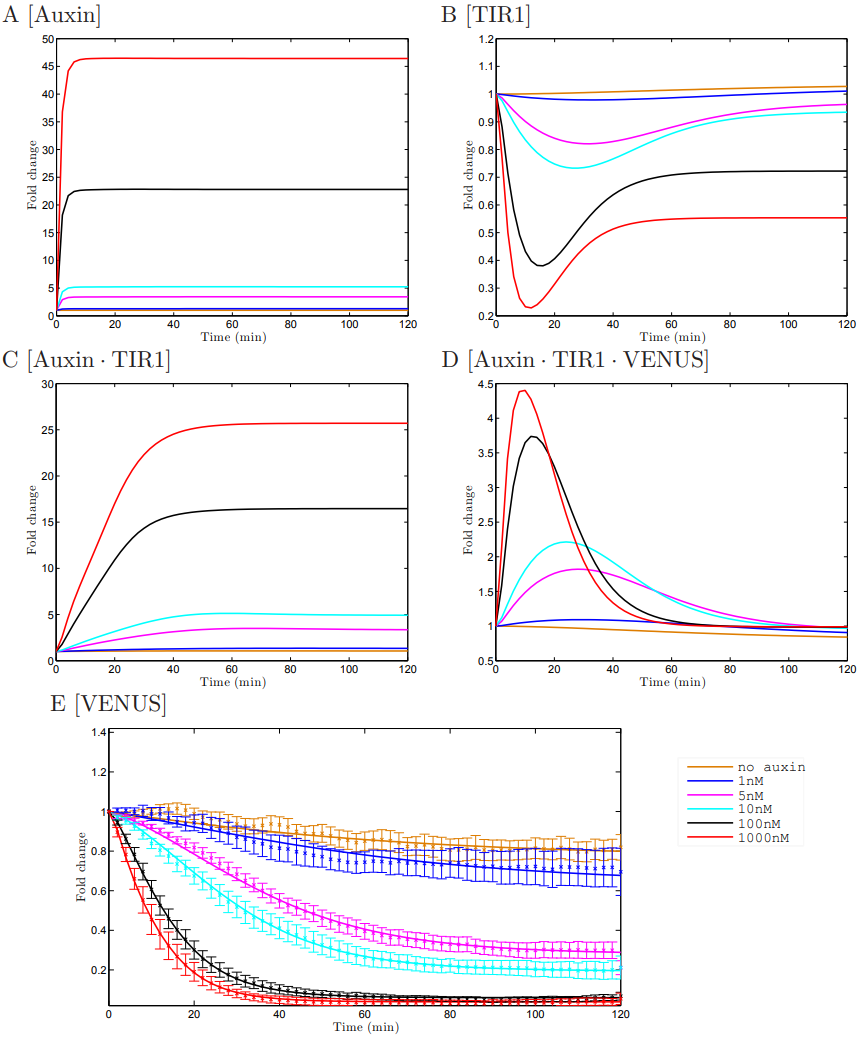 A [Auxin]
50
45
40
35
30
25
20
15
10
5
0
Fold change
0 20 40 60 80 100 120
Time (min)
B [TIR1]
1.2
1.1
1
0.9
0.8
0.7
0.6
0.5
0.4
0.3
0.2
Fold change
0 20 40 60 80 100 120
Time (min)
C [Auxin · TIR1]
30
25
20
15
10
5
0
Fold change
0 20 40 60 80 100 120
Time (min)
D [Auxin · TIR1 · VENUS]
4.5
4
3.5
3
2.5
2
1.5
1
0.5
Fold change
0 20 40 60 80 100 120
Time (min)
E [VENUS]
1.4
1.2
1
0.8
0.6
0.4
0.2
Fold change
0 20 40 60 80 100 120
Time (min)
no auxin
1nM
5nM
10nM
100nM
1000nM